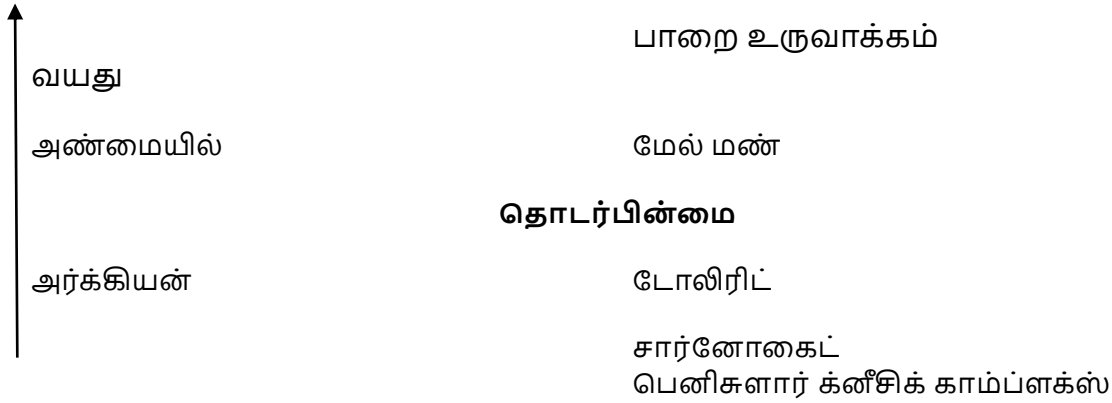 பாறை உருவாக்கம்
வயது
அண்மையில் மேல் மண்
தொடர்பின்மை
அர்க்கியன் டோலிரிட்
சார்னோகைட்
பெனிசுளார் க்னீசிக் காம்ப்ளக்ஸ்